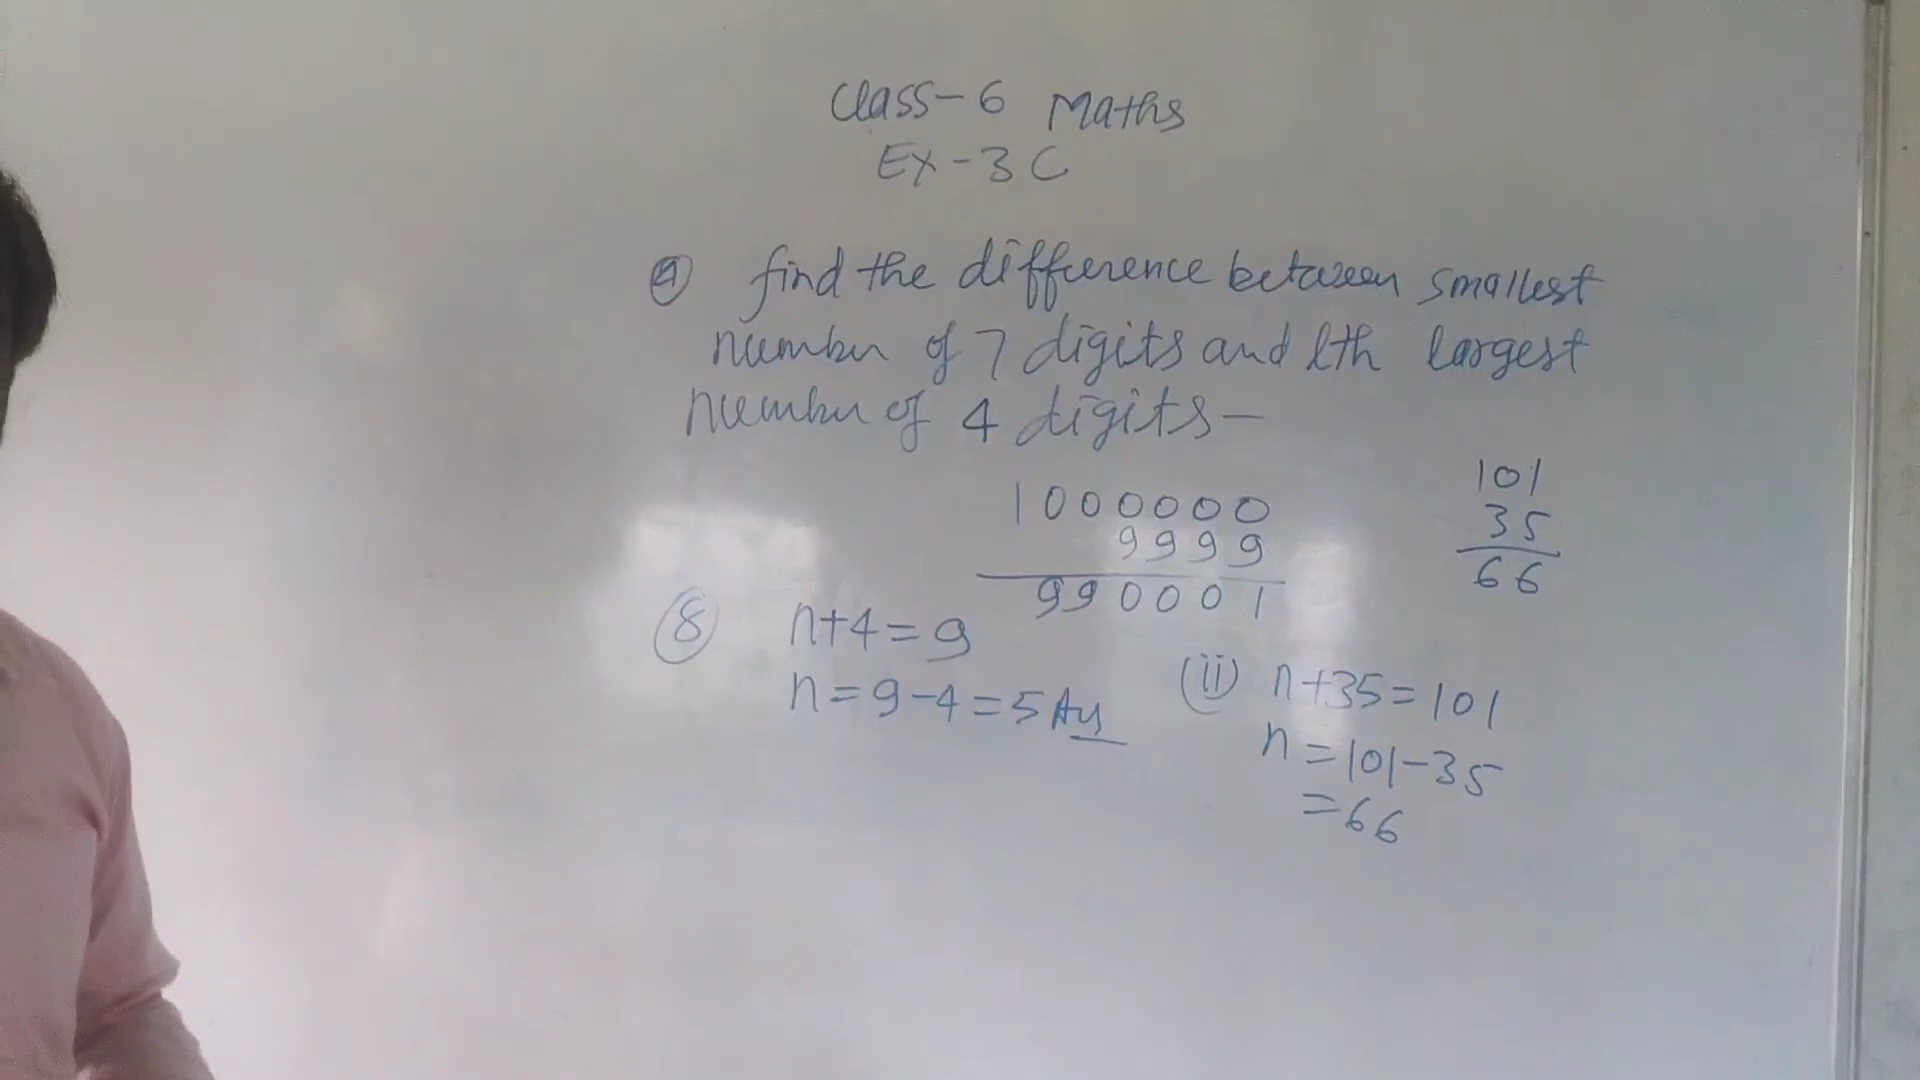 Class-6 Maths
Ex-3C
④ find the difference between smallest
number of 7 digits and lth largest
number of 4 digits-
1000000
9999
990001
101
35
66
⑧ n+4=9
n=9-4=5 Ans
(ii) n+35=101
n=101-35
=66